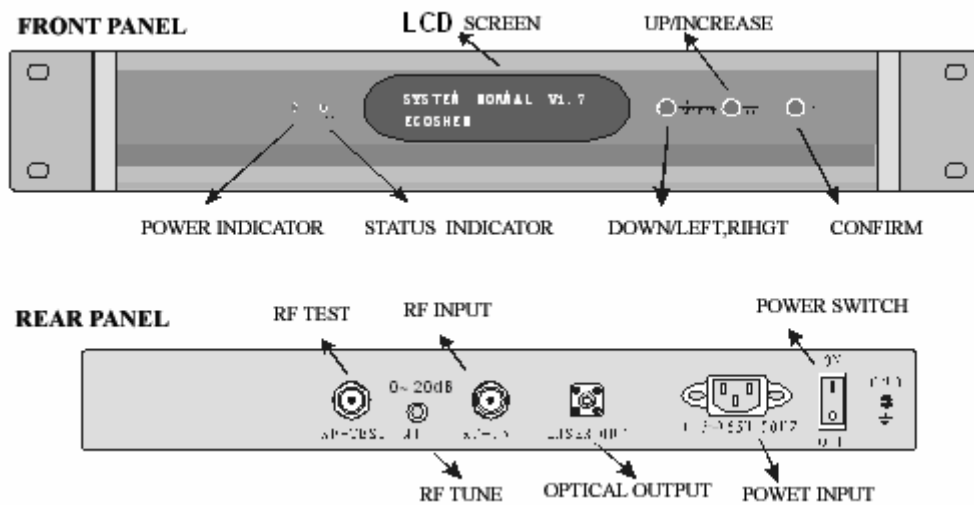 FRONT PANEL
LCD SCREEN
UP/INCREASE
SYSTEM NORMAL V1.7
ECOSHEN
POWER INDICATOR
STATUS INDICATOR
DOWN/LEFT,RIHGT
CONFIRM
REAR PANEL
RF TEST
RF INPUT
POWER SWITCH
0~20dB
RF TUNE
OPTICAL OUTPUT
POWET INPUT